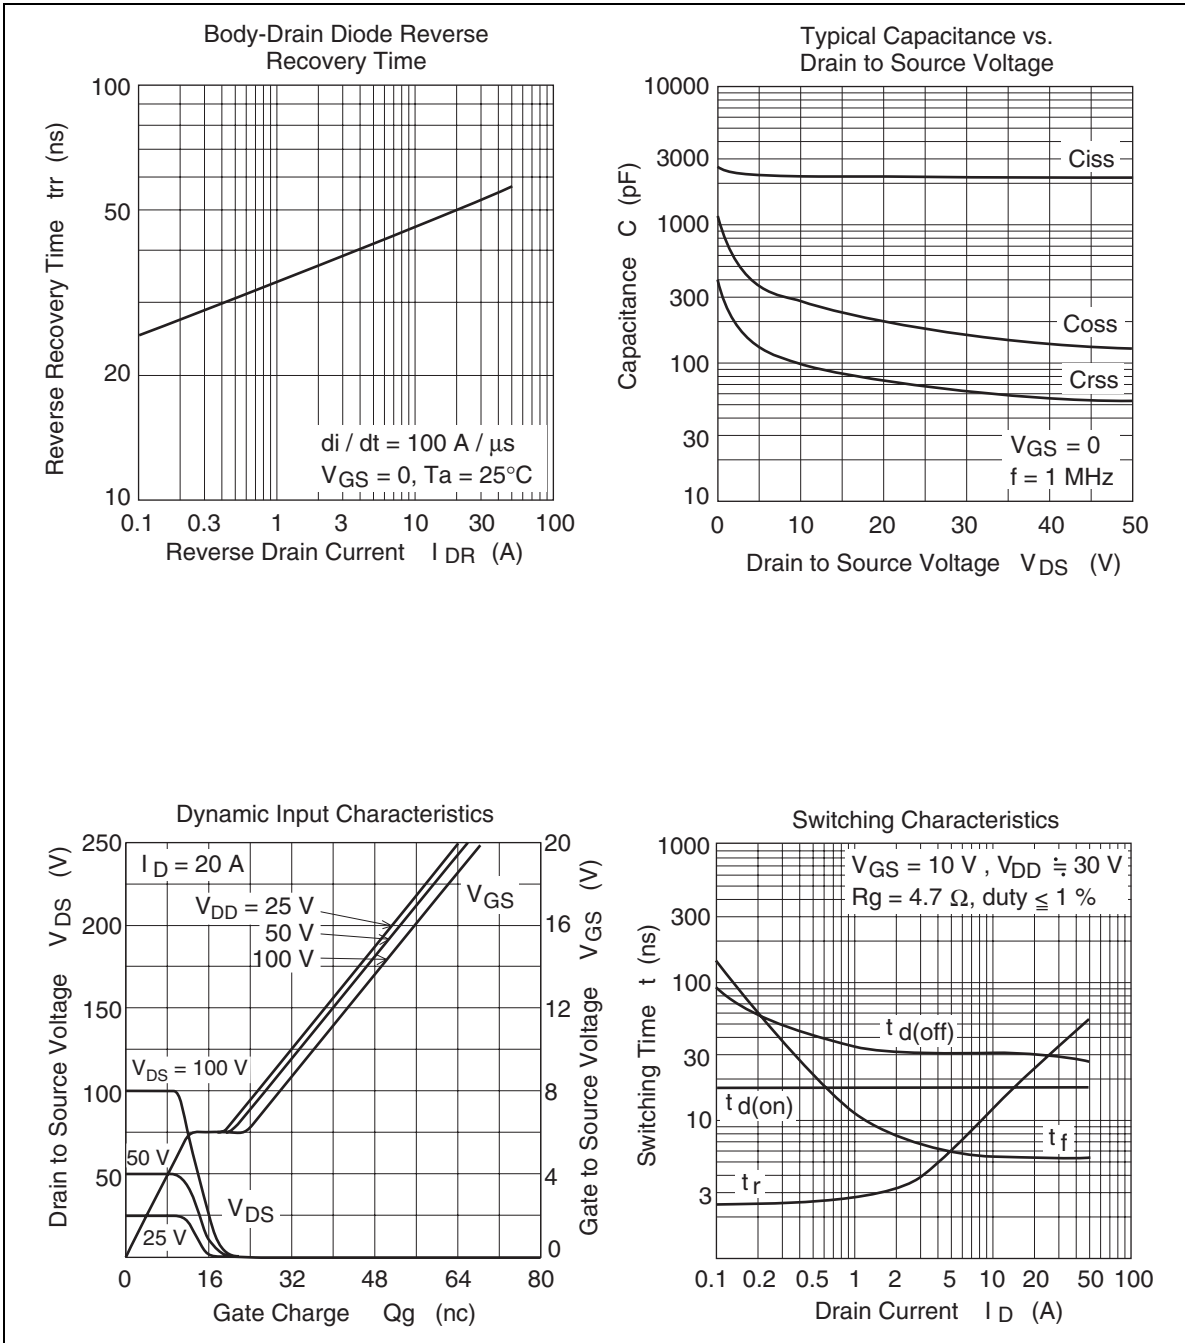 Body-Drain Diode Reverse
Recovery Time
Reverse Recovery Time trr (ns)
100
50
20
10
di / dt = 100 A / μs
VGS = 0, Ta = 25°C
0.1 0.3 1 3 10 30 100
Reverse Drain Current I DR (A)
Typical Capacitance vs.
Drain to Source Voltage
Capacitance C (pF)
10000
3000
1000
300
100
30
10
Ciss
Coss
Crss
VGS = 0
f = 1 MHz
0 10 20 30 40 50
Drain to Source Voltage VDS (V)
Dynamic Input Characteristics
Drain to Source Voltage VDS (V)
250
200
150
100
50
0
I D = 20 A
VDD = 25 V
50 V
100 V
VGS
VDS = 100 V
50 V
25 V
VDS
20
16
12
8
4
0
Gate to Source Voltage VGS (V)
16 32 48 64 80
Gate Charge Qg (nc)
Switching Characteristics
Switching Time t (ns)
1000
300
100
30
10
3
VGS = 10 V , VDD ≒ 30 V
Rg = 4.7 Ω, duty ≦ 1 %
t d(off)
t d(on)
t f
t r
0.1 0.2 0.5 1 2 5 10 20 50 100
Drain Current I D (A)